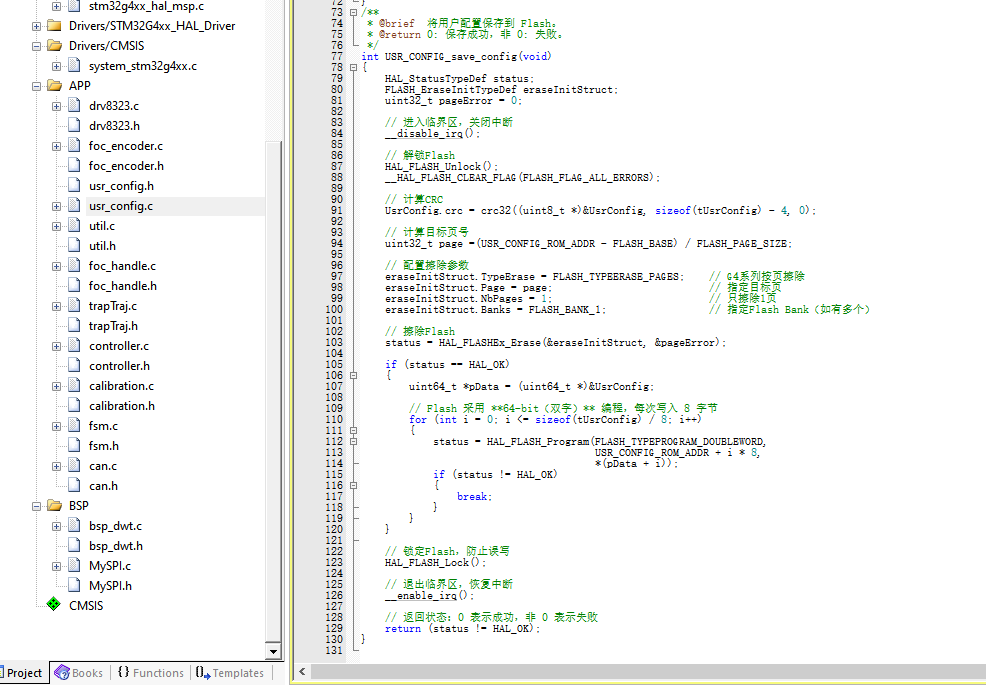 stm32g4xx_hal_msp.c
Drivers/STM32G4xx_HAL_Driver
Drivers/CMSIS
system_stm32g4xx.c
APP
drv8323.c
drv8323.h
foc_encoder.c
foc_encoder.h
usr_config.h
usr_config.c
util.c
util.h
foc_handle.c
foc_handle.h
trapTraj.c
trapTraj.h
controller.c
controller.h
calibration.c
calibration.h
fsm.c
fsm.h
can.c
can.h
BSP
bsp_dwt.c
bsp_dwt.h
MySPI.c
MySPI.h
CMSIS
Project
Books
{} Functions
Templates
72 }
73 /**
74  * @brief  将用户配置保存到 Flash。
75  * @return 0: 保存成功，非 0: 失败。
76  */
77 int USR_CONFIG_save_config(void)
78 {
79     HAL_StatusTypeDef status;
80     FLASH_EraseInitTypeDef eraseInitStruct;
81     uint32_t pageError = 0;
82
83     // 进入临界区，关闭中断
84     __disable_irq();
85
86     // 解锁Flash
87     HAL_FLASH_Unlock();
88     __HAL_FLASH_CLEAR_FLAG(FLASH_FLAG_ALL_ERRORS);
89
90     // 计算CRC
91     UsrConfig.crc = crc32((uint8_t *)&UsrConfig, sizeof(tUsrConfig) - 4, 0);
92
93     // 计算目标页号
94     uint32_t page =(USR_CONFIG_ROM_ADDR - FLASH_BASE) / FLASH_PAGE_SIZE;
95
96     // 配置擦除参数
97     eraseInitStruct.TypeErase = FLASH_TYPEERASE_PAGES;    // G4系列按页擦除
98     eraseInitStruct.Page = page;                          // 指定目标页
99     eraseInitStruct.NbPages = 1;                          // 只擦除1页
100     eraseInitStruct.Banks = FLASH_BANK_1;                 // 指定Flash Bank（如有多个）
101
102     // 擦除Flash
103     status = HAL_FLASHEx_Erase(&eraseInitStruct, &pageError);
104
105     if (status == HAL_OK)
106     {
107         uint64_t *pData = (uint64_t *)&UsrConfig;
108
109         // Flash 采用 **64-bit（双字）** 编程，每次写入 8 字节
110         for (int i = 0; i <= sizeof(tUsrConfig) / 8; i++)
111         {
112             status = HAL_FLASH_Program(FLASH_TYPEPROGRAM_DOUBLEWORD,
113                                        USR_CONFIG_ROM_ADDR + i * 8,
114                                        *(pData + i));
115             if (status != HAL_OK)
116             {
117                 break;
118             }
119         }
120     }
121
122     // 锁定Flash，防止误写
123     HAL_FLASH_Lock();
124
125     // 退出临界区，恢复中断
126     __enable_irq();
127
128     // 返回状态：0 表示成功，非 0 表示失败
129     return (status != HAL_OK);
130 }
131